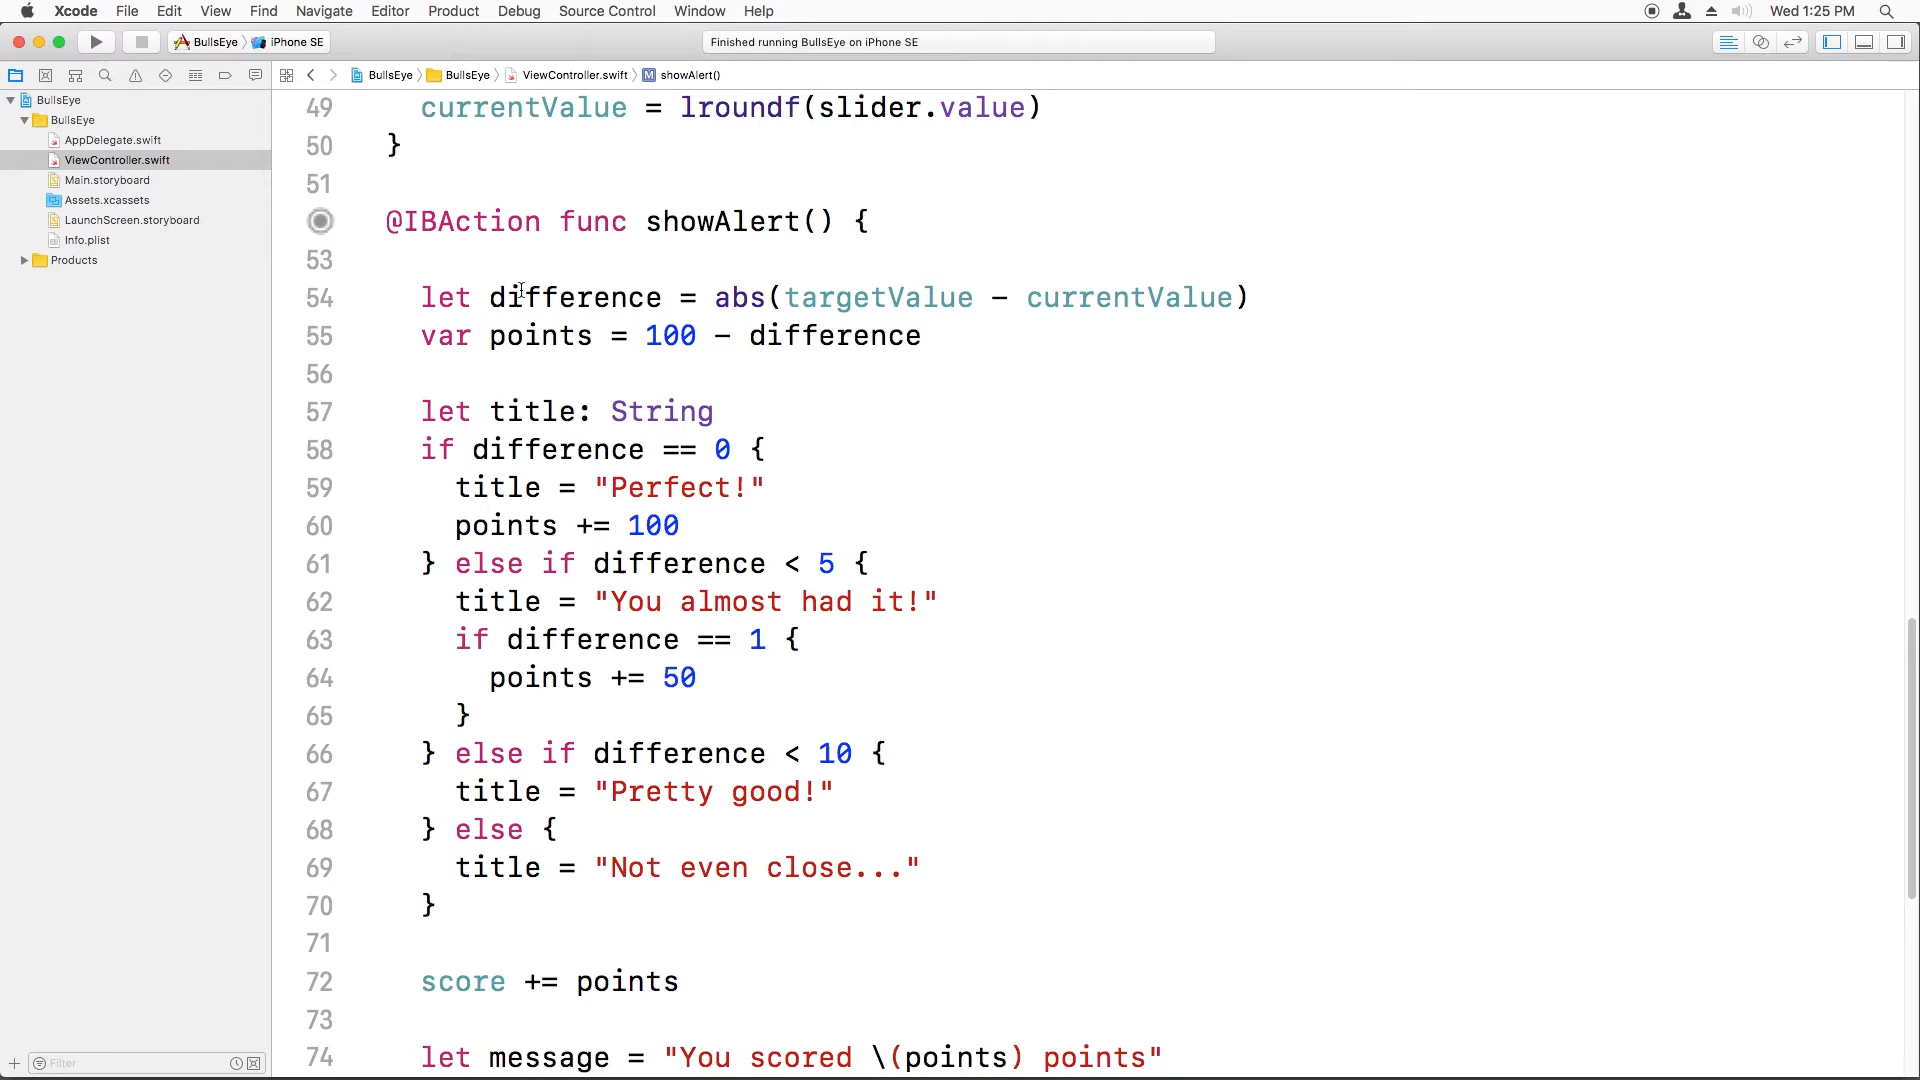 Xcode File Edit View Find Navigate Editor Product Debug Source Control Window Help Wed 1:25 PM
BullsEye iPhone SE Finished running BullsEye on iPhone SE
BullsEye BullsEye ViewController.swift M showAlert()
BullsEye
BullsEye
AppDelegate.swift
ViewController.swift
Main.storyboard
Assets.xcassets
LaunchScreen.storyboard
Info.plist
Products
Filter
49 currentValue = lroundf(slider.value)
50 }
51
@IBAction func showAlert() {
53
54 let difference = abs(targetValue - currentValue)
55 var points = 100 - difference
56
57 let title: String
58 if difference == 0 {
59 title = "Perfect!"
60 points += 100
61 } else if difference < 5 {
62 title = "You almost had it!"
63 if difference == 1 {
64 points += 50
65 }
66 } else if difference < 10 {
67 title = "Pretty good!"
68 } else {
69 title = "Not even close..."
70 }
71
72 score += points
73
74 let message = "You scored \(points) points"